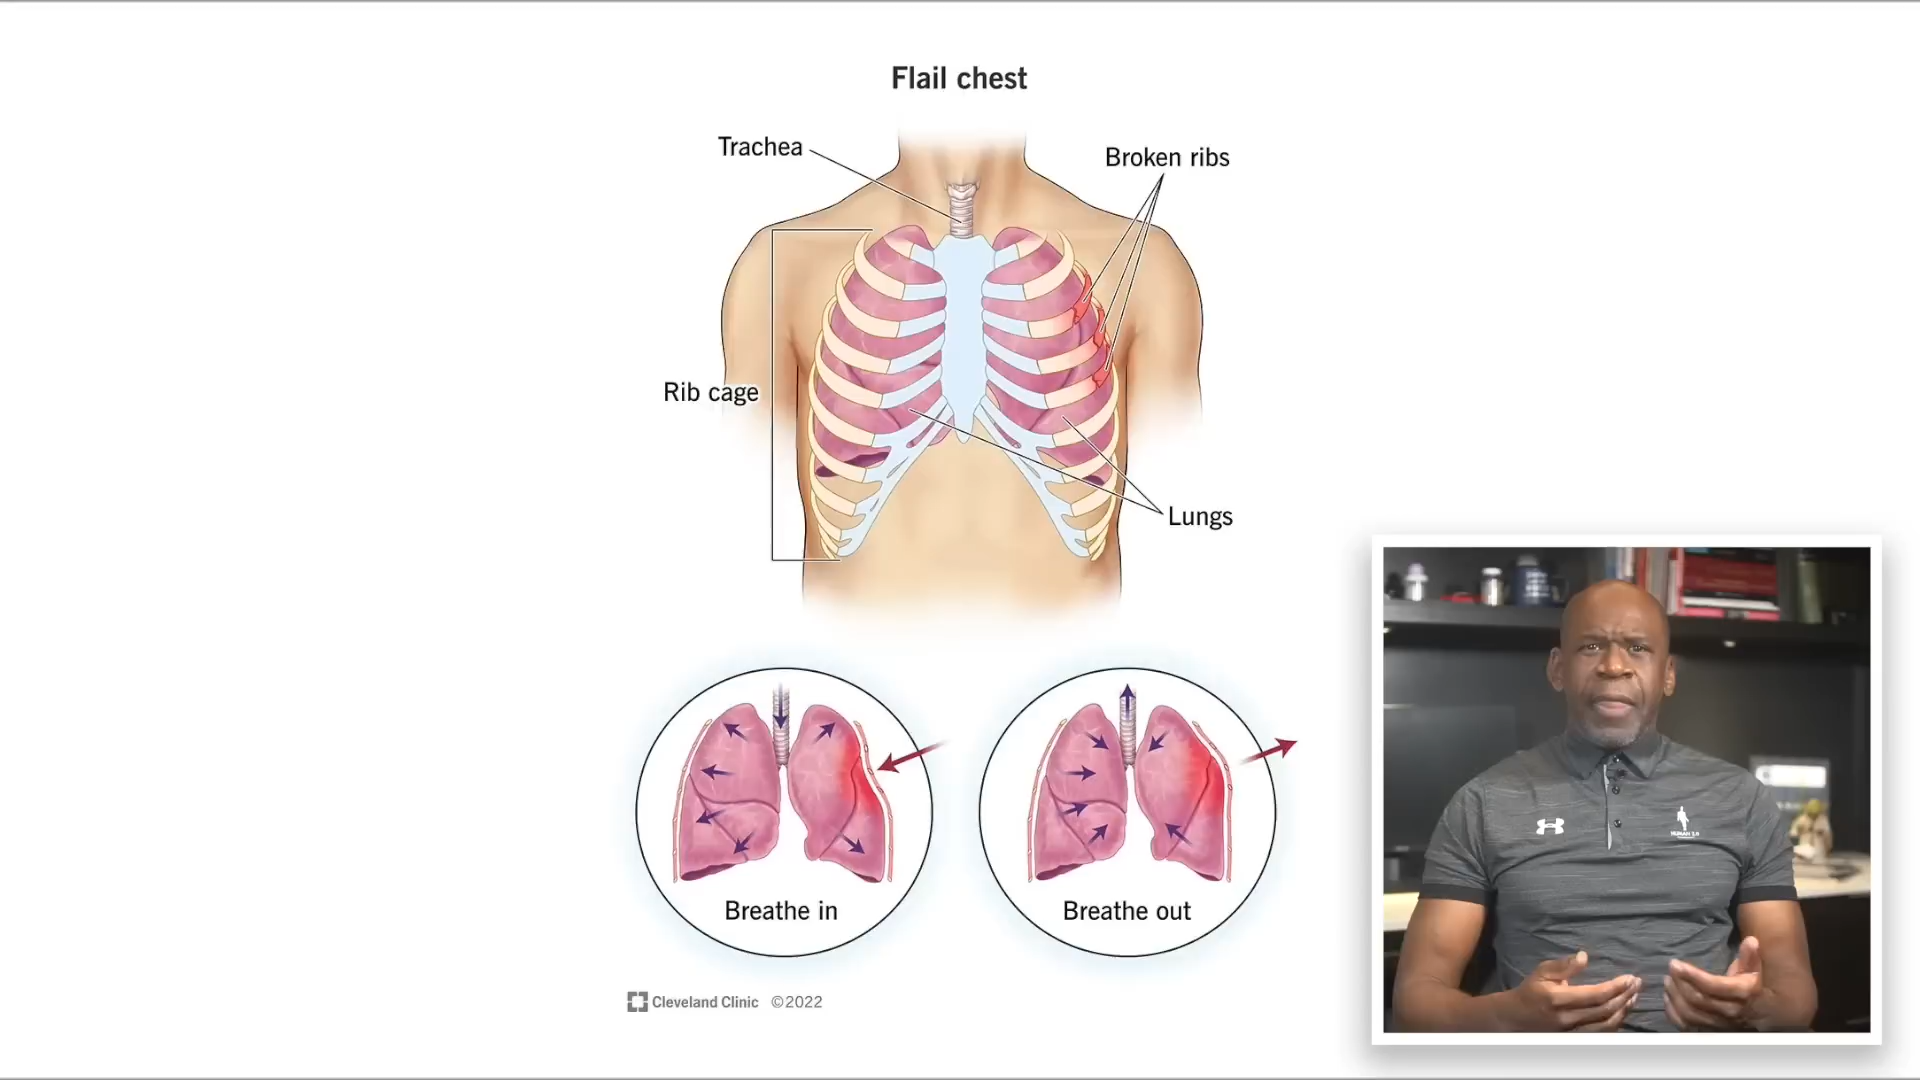 Flail chest
Trachea
Broken ribs
Rib cage
Lungs
Breathe in
Breathe out
Cleveland Clinic ©2022